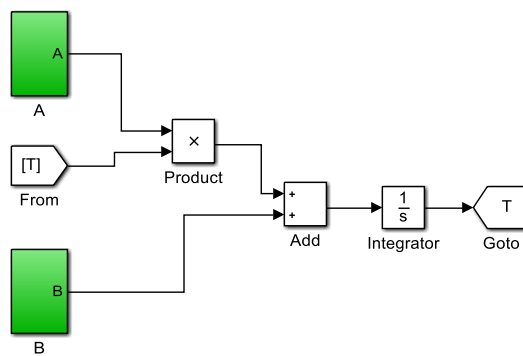 A
A
[T]
From
×
Product
+
+
Add
1
s
Integrator
T
Goto
B
B